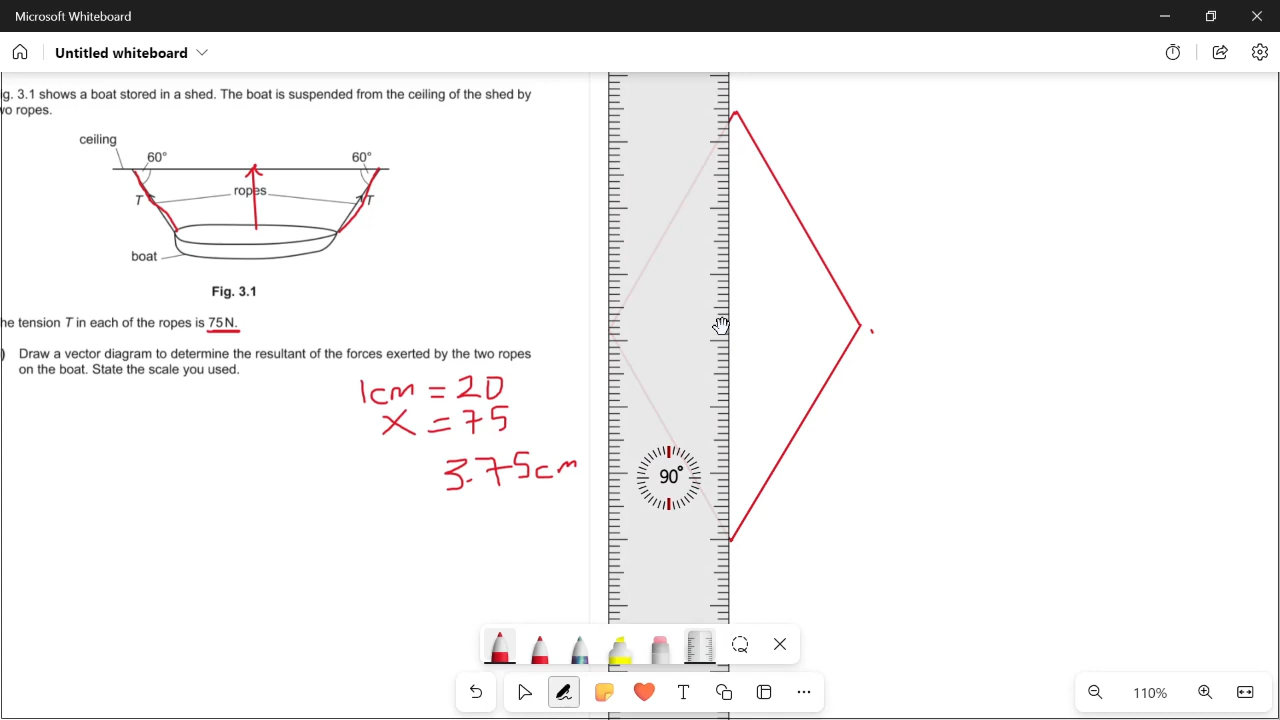 Microsoft Whiteboard
Untitled whiteboard
ig. 3.1 shows a boat stored in a shed. The boat is suspended from the ceiling of the shed by
wo ropes.
ceiling
60°
60°
ropes
T
T
boat
Fig. 3.1
he tension T in each of the ropes is 75 N.
) Draw a vector diagram to determine the resultant of the forces exerted by the two ropes
on the boat. State the scale you used.
1cm = 20
x = 75
3.75cm
90°
110%